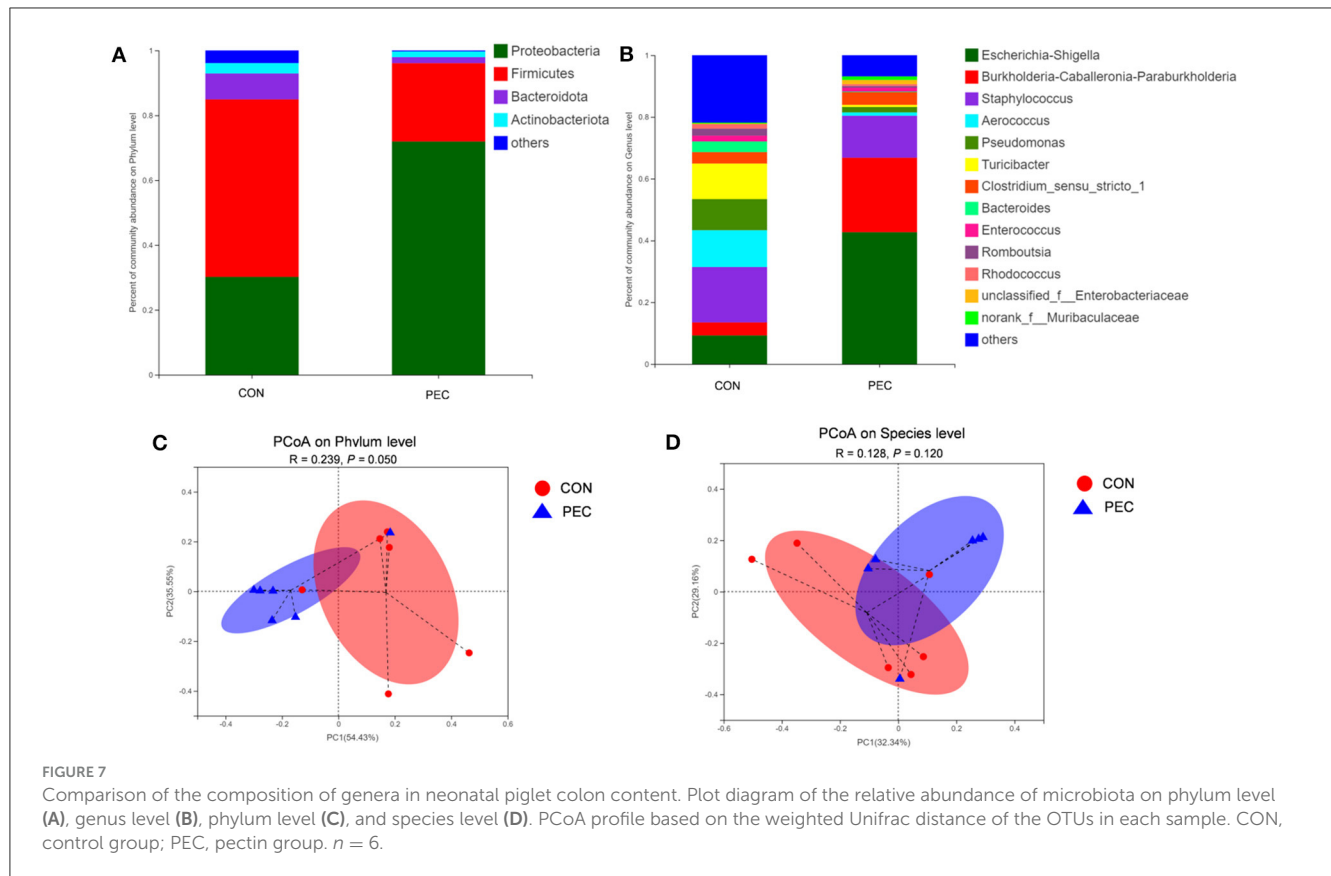 A
Percent of community abundance on Phylum level
1
0.8
0.6
0.4
0.2
0
CON
PEC
Proteobacteria
Firmicutes
Bacteroidota
Actinobacteriota
others
B
Percent of community abundance on Genus level
1
0.8
0.6
0.4
0.2
0
CON
PEC
Escherichia-Shigella
Burkholderia-Caballeronia-Paraburkholderia
Staphylococcus
Aerococcus
Pseudomonas
Turicibacter
Clostridium_sensu_stricto_1
Bacteroides
Enterococcus
Romboutsia
Rhodococcus
unclassified_f__Enterobacteriaceae
norank_f__Muribaculaceae
others
C
PCoA on Phylum level
R = 0.239, P = 0.050
CON
PEC
PC2(35.55%)
0.4
0.2
0
-0.2
-0.4
-0.4
-0.2
0
0.2
0.4
0.6
PC1(54.43%)
D
PCoA on Species level
R = 0.128, P = 0.120
CON
PEC
PC2(29.16%)
0.4
0.2
0
-0.2
-0.4
-0.6
-0.4
-0.2
0
0.2
0.4
PC1(32.34%)
FIGURE 7
Comparison of the composition of genera in neonatal piglet colon content. Plot diagram of the relative abundance of microbiota on phylum level
(A), genus level (B), phylum level (C), and species level (D). PCoA profile based on the weighted Unifrac distance of the OTUs in each sample. CON,
control group; PEC, pectin group. n = 6.